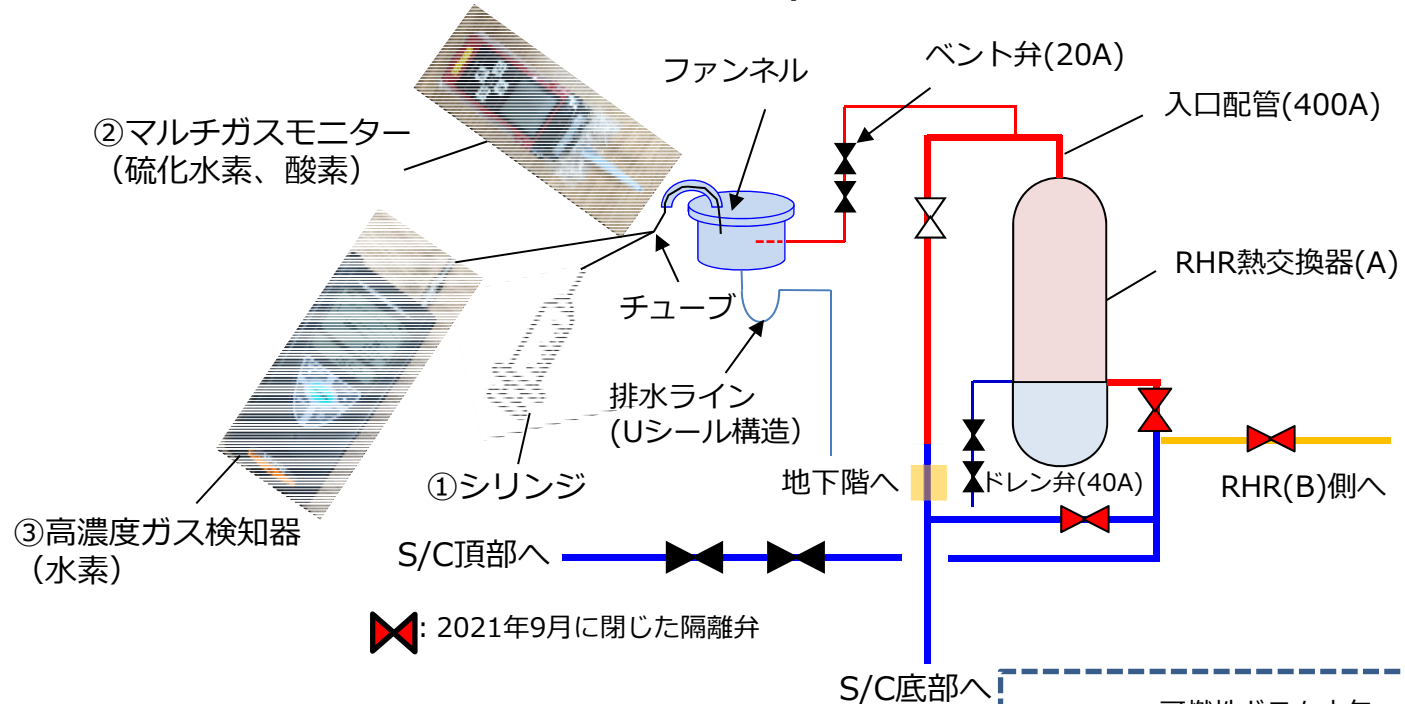 ベント弁(20A)
ファンネル
入口配管(400A)
②マルチガスモニター
（硫化水素、酸素）
RHR熱交換器(A)
チューブ
排水ライン
(Uシール構造）
①シリンジ
地下階へ
ドレン弁(40A)
RHR(B)側へ
③高濃度ガス検知器
（水素）
S/C頂部へ
: 2021年9月に閉じた隔離弁
S/C底部へ